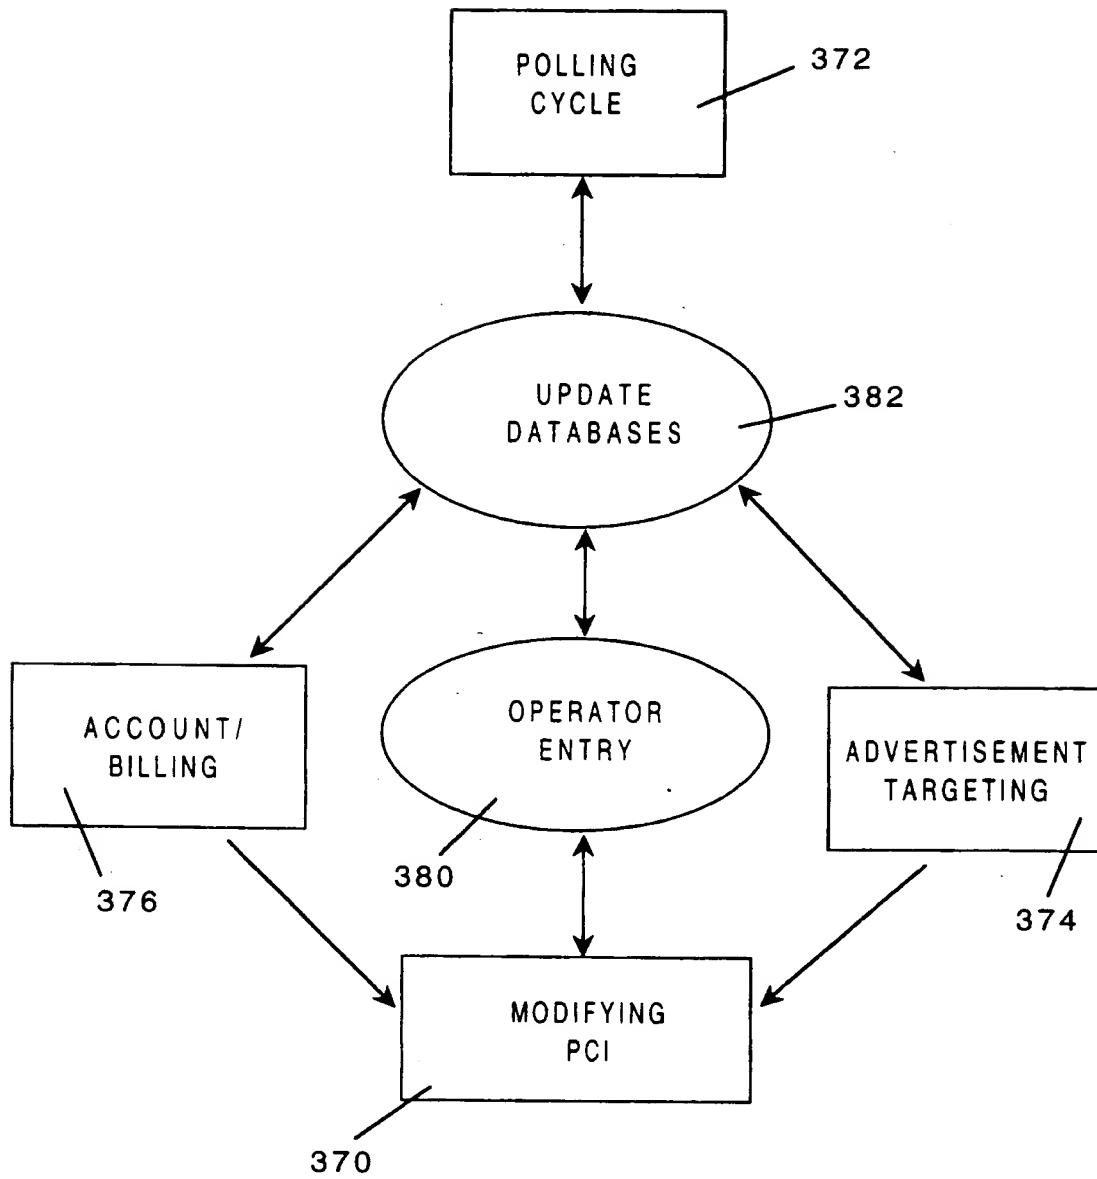 POLLING
CYCLE
372
UPDATE
DATABASES
382
ACCOUNT/
BILLING
376
OPERATOR
ENTRY
380
ADVERTISEMENT
TARGETING
374
MODIFYING
PCI
370